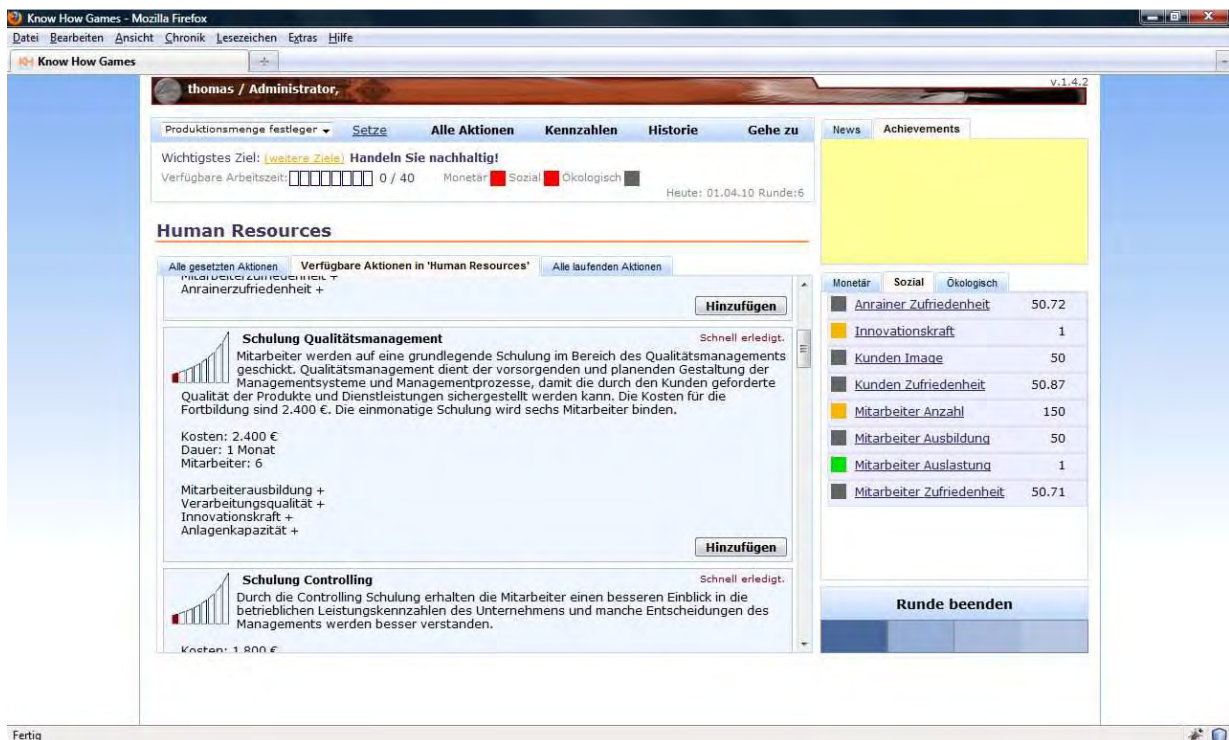 Know How Games - Mozilla Firefox
Datei Bearbeiten Ansicht Chronik Lesezeichen Extras Hilfe
Know How Games
thomas / Administrator,
v.1.4.2
Produktionsmenge festleger Setze Alle Aktionen Kennzahlen Historie Gehe zu
Wichtigstes Ziel: (weitere Ziele) Handeln Sie nachhaltig!
Verfügbare Arbeitszeit: 0 / 40 Monetär Sozial Ökologisch
Heute: 01.04.10 Runde:6
Human Resources
Alle gesetzten Aktionen Verfügbare Aktionen in 'Human Resources' Alle laufenden Aktionen
Mitarbeiterzufriedenheit +
Anrainerzufriedenheit +
Hinzufügen
Schulung Qualitätsmanagement Schnell erledigt.
Mitarbeiter werden auf eine grundlegende Schulung im Bereich des Qualitätsmanagements
geschickt. Qualitätsmanagement dient der vorsorgenden und planenden Gestaltung der
Managementsysteme und Managementprozesse, damit die durch den Kunden geforderte
Qualität der Produkte und Dienstleistungen sichergestellt werden kann. Die Kosten für die
Fortbildung sind 2.400 €. Die einmonatige Schulung wird sechs Mitarbeiter binden.
Kosten: 2.400 €
Dauer: 1 Monat
Mitarbeiter: 6
Mitarbeiterausbildung +
Verarbeitungsqualität +
Innovationskraft +
Anlagenkapazität +
Hinzufügen
Schulung Controlling Schnell erledigt.
Durch die Controlling Schulung erhalten die Mitarbeiter einen besseren Einblick in die
betrieblichen Leistungskennzahlen des Unternehmens und manche Entscheidungen des
Managements werden besser verstanden.
Kosten: 1.800 €
News Achievements
Monetär Sozial Ökologisch
Anrainer Zufriedenheit 50.72
Innovationskraft 1
Kunden Image 50
Kunden Zufriedenheit 50.87
Mitarbeiter Anzahl 150
Mitarbeiter Ausbildung 50
Mitarbeiter Auslastung 1
Mitarbeiter Zufriedenheit 50.71
Runde beenden
Fertig